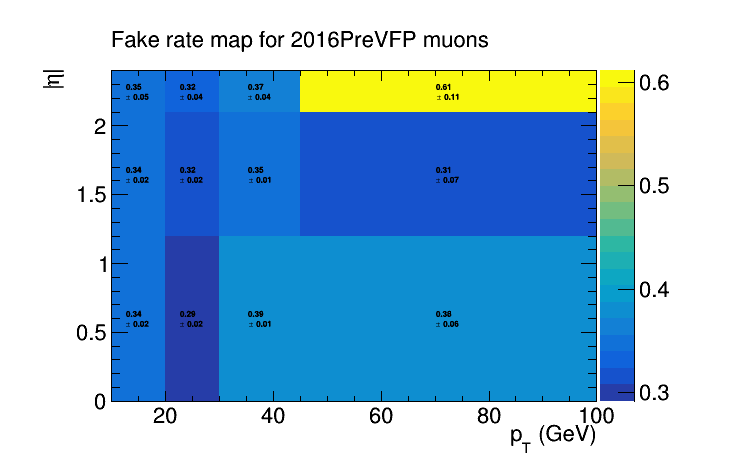 Fake rate map for 2016PreVFP muons
|η|
0.35 0.32 0.37 0.61
± 0.05 ± 0.04 ± 0.04 ± 0.11
0.34 0.32 0.35 0.31
± 0.02 ± 0.02 ± 0.01 ± 0.07
0.34 0.29 0.39 0.38
± 0.02 ± 0.02 ± 0.01 ± 0.06
2
1.5
1
0.5
0
20 40 60 80 100
p_T (GeV)
0.6
0.5
0.4
0.3